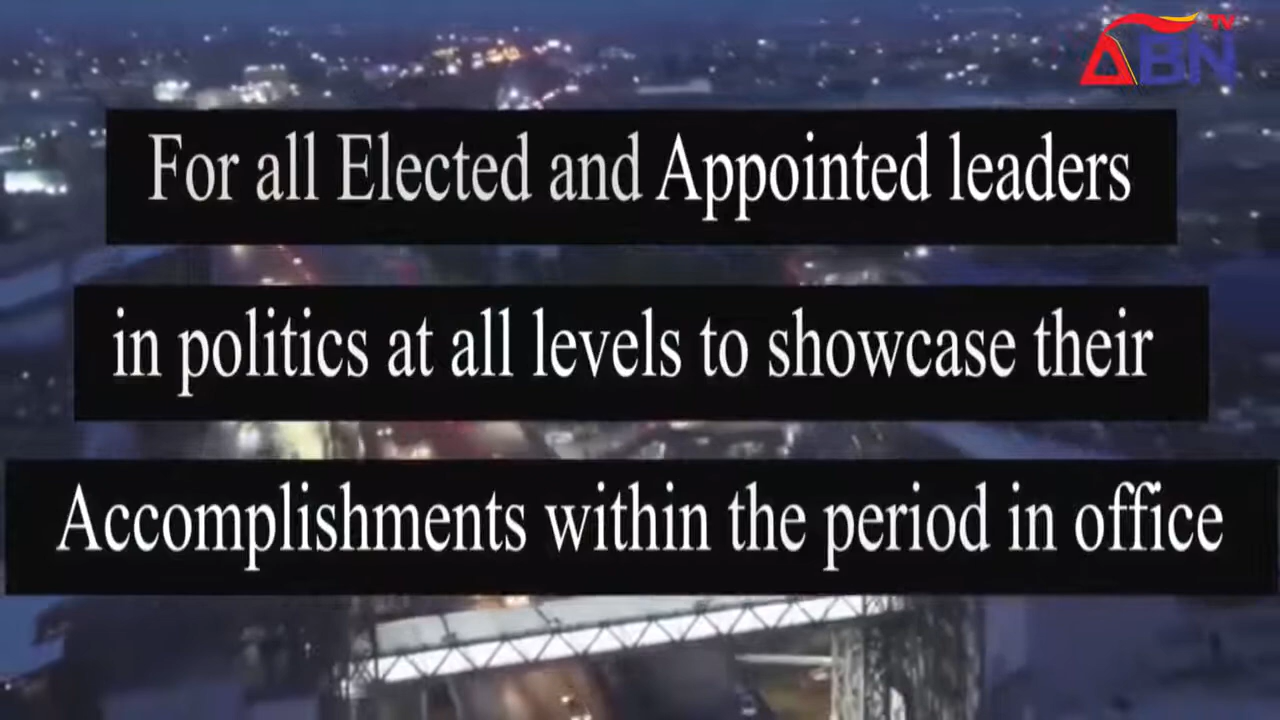 ABN TV
For all Elected and Appointed leaders
in politics at all levels to showcase their
Accomplishments within the period in office